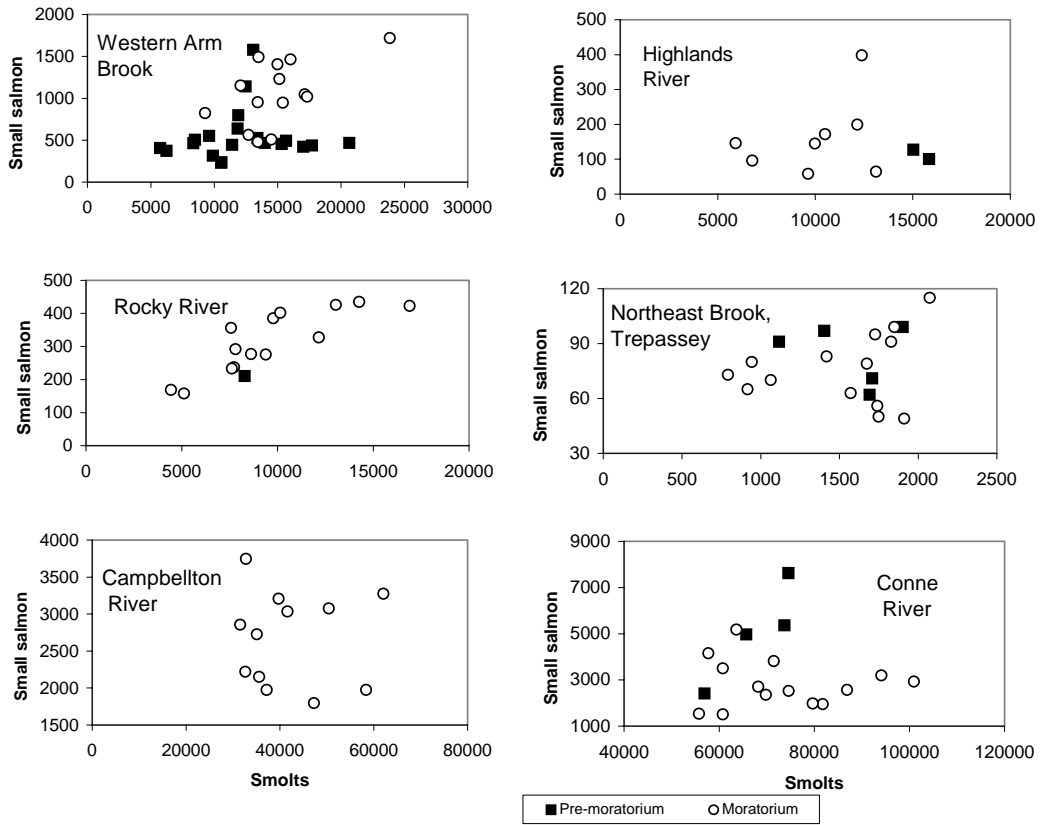 Western Arm
Brook
Small salmon
2000
1500
1000
500
0
0 5000 10000 15000 20000 25000 30000
Highlands
River
Small salmon
500
400
300
200
100
0
0 5000 10000 15000 20000
Rocky River
Small salmon
500
400
300
200
100
0
0 5000 10000 15000 20000
Northeast Brook,
Trepassey
Small salmon
120
90
60
30
0 500 1000 1500 2000 2500
Campbellton
River
Small salmon
4000
3500
3000
2500
2000
1500
0 20000 40000 60000 80000
Smolts
Conne
River
Small salmon
9000
7000
5000
3000
1000
40000 60000 80000 100000 120000
Smolts
Pre-moratorium Moratorium